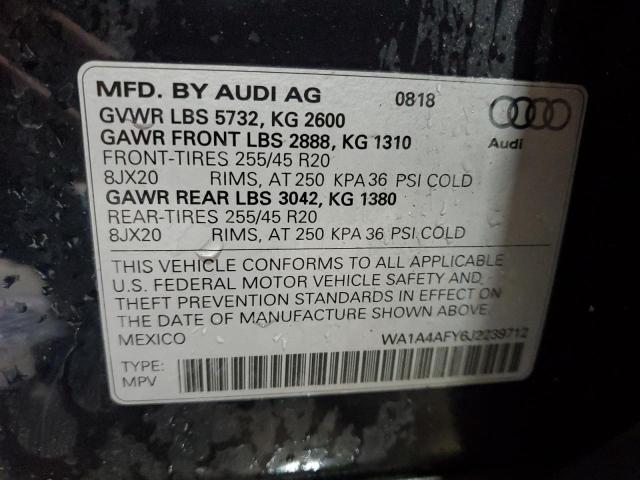 MFD. BY AUDI AG 0818
GVWR LBS 5732, KG 2600
GAWR FRONT LBS 2888, KG 1310 Audi
FRONT-TIRES 255/45 R20
8JX20 RIMS, AT 250 KPA 36 PSI COLD
GAWR REAR LBS 3042, KG 1380
REAR-TIRES 255/45 R20
8JX20 RIMS, AT 250 KPA 36 PSI COLD
THIS VEHICLE CONFORMS TO ALL APPLICABLE
U.S. FEDERAL MOTOR VEHICLE SAFETY AND
THEFT PREVENTION STANDARDS IN EFFECT ON
THE DATE OF MANUFACTURE SHOWN ABOVE.
MEXICO WA1A4AFY6J2239712
TYPE:
MPV